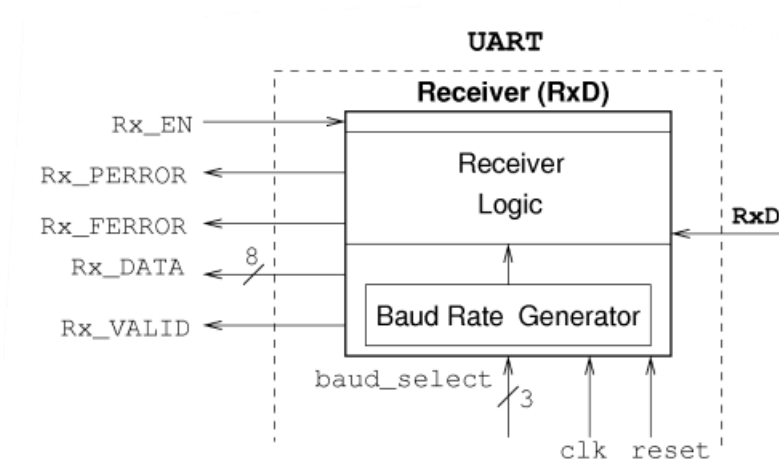 UART
Receiver (RxD)
Rx_EN
Receiver
Logic
Rx_PERROR
Rx_FERROR
RxD
Rx_DATA
8
Baud Rate Generator
Rx_VALID
baud_select
3
clk reset